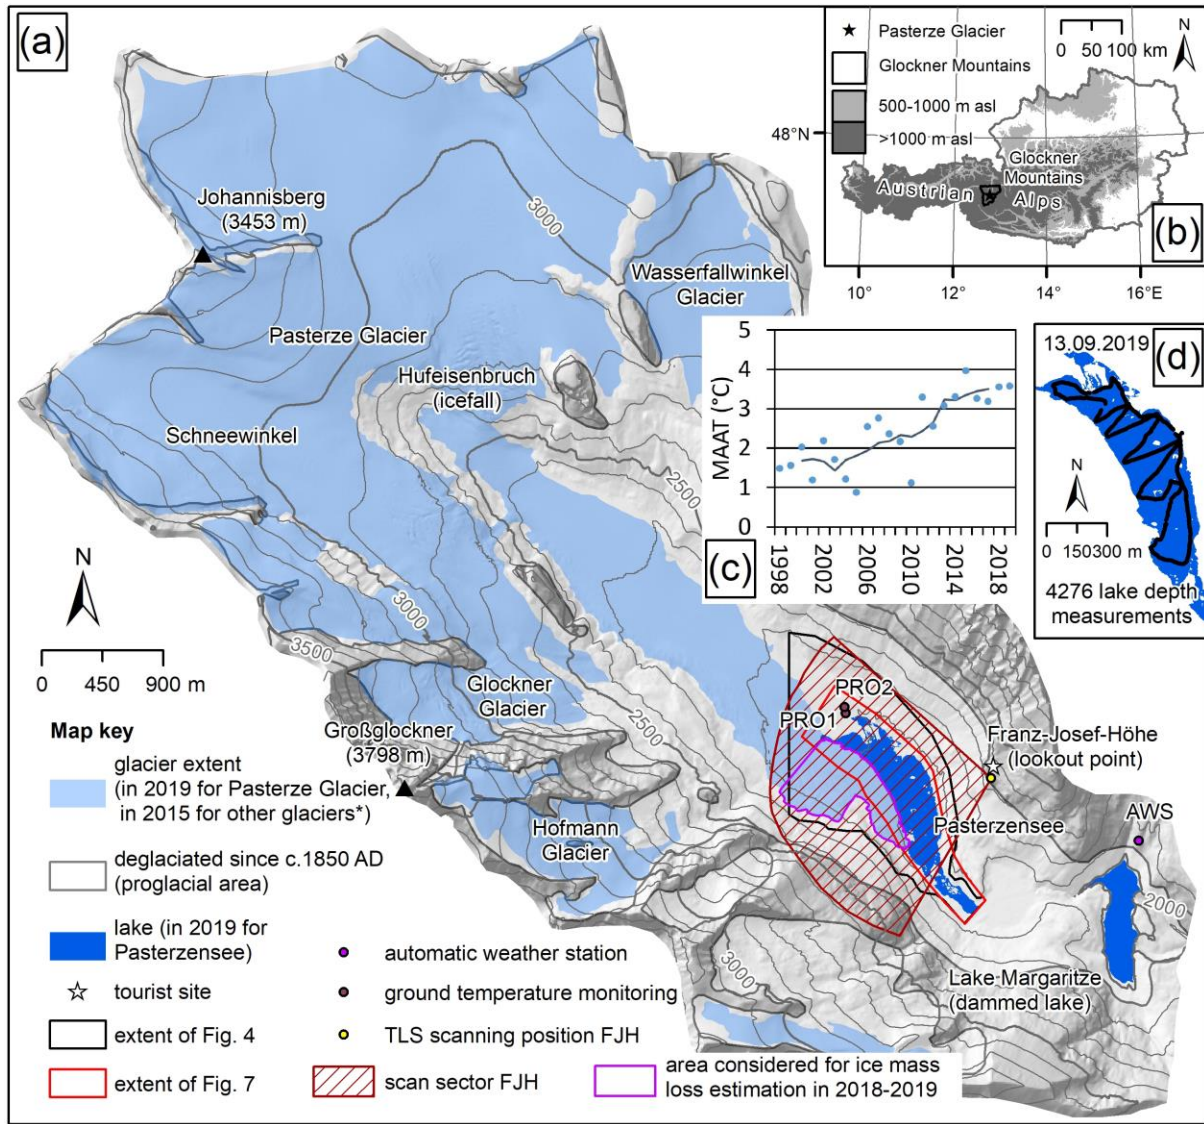 (a)
Johannisberg
(3453 m)
3000
Wasserfallwinkel
Glacier
Pasterze Glacier
Hufeisenbruch
(icefall)
Schneewinkel
2500
N
3000
3500
0 450 900 m
Glockner
Glacier
Großglockner
(3798 m)
2500
Hofmann
Glacier
PRO2
PRO1
Franz-Josef-Höhe
(lookout point)
AWS
Pasterzensee
2000
Lake Margaritze
(dammed lake)
3000
Map key
glacier extent
(in 2019 for Pasterze Glacier,
in 2015 for other glaciers*)
deglaciated since c.1850 AD
(proglacial area)
lake (in 2019 for
Pasterzensee)
tourist site
extent of Fig. 4
extent of Fig. 7
automatic weather station
ground temperature monitoring
TLS scanning position FJH
scan sector FJH
area considered for ice mass
loss estimation in 2018-2019
Pasterze Glacier
Glockner Mountains
500-1000 m asl
>1000 m asl
0 50 100 km
N
48°N
Glockner
Mountains
Austrian Alps
(b)
10° 12° 14° 16°E
5
4
3
2
1
0
MAAT (°C)
1998
2002
2006
2010
2014
2018
(c)
13.09.2019
(d)
N
0 150 300 m
4276 lake depth
measurements